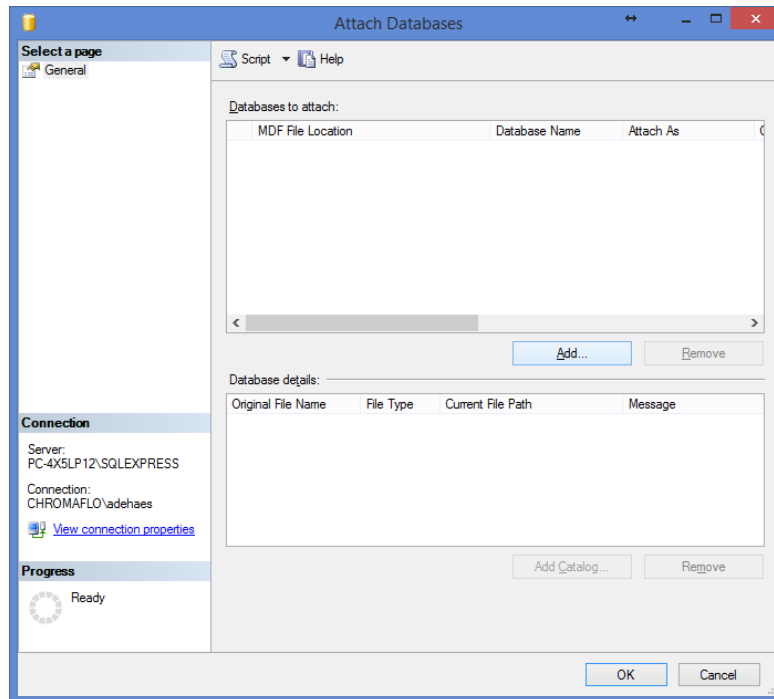 Attach Databases
Select a page
General
Script
Help
Databases to attach:
MDF File Location Database Name Attach As
Add... Remove
Database details:
Original File Name File Type Current File Path Message
Connection
Server:
PC-4X5LP12\SQLEXPRESS
Connection:
CHROMAFLO\adehaes
View connection properties
Add Catalog... Remove
Progress
Ready
OK Cancel